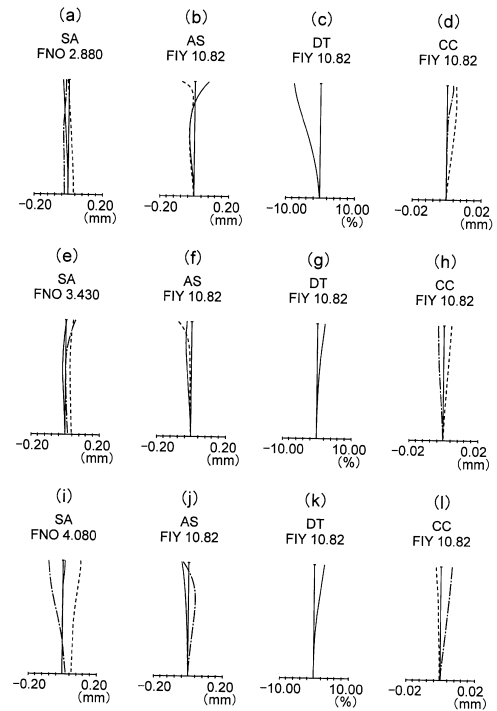 (a)
SA
FNO 2.880
−0.20
0.20
(mm)
(b)
AS
FIY 10.82
−0.20
0.20
(mm)
(c)
DT
FIY 10.82
−10.00
10.00
(%)
(d)
CC
FIY 10.82
−0.02
0.02
(mm)
(e)
SA
FNO 3.430
−0.20
0.20
(mm)
(f)
AS
FIY 10.82
−0.20
0.20
(mm)
(g)
DT
FIY 10.82
−10.00
10.00
(%)
(h)
CC
FIY 10.82
−0.02
0.02
(mm)
(i)
SA
FNO 4.080
−0.20
0.20
(mm)
(j)
AS
FIY 10.82
−0.20
0.20
(mm)
(k)
DT
FIY 10.82
−10.00
10.00
(%)
(l)
CC
FIY 10.82
−0.02
0.02
(mm)